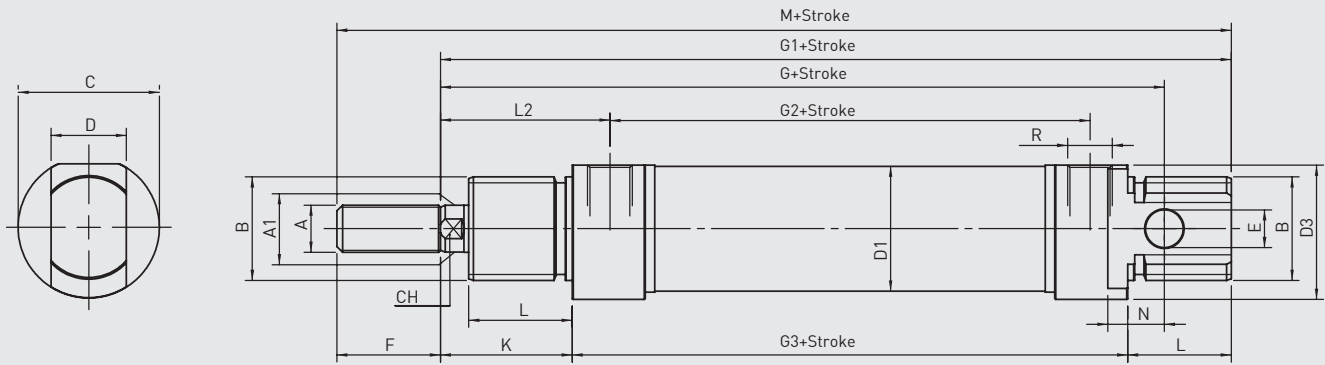 M+Stroke
G1+Stroke
G+Stroke
C
L2
G2+Stroke
D
R
B
A1
A
D1
E
B
D3
CH
L
N
F
K
G3+Stroke
L